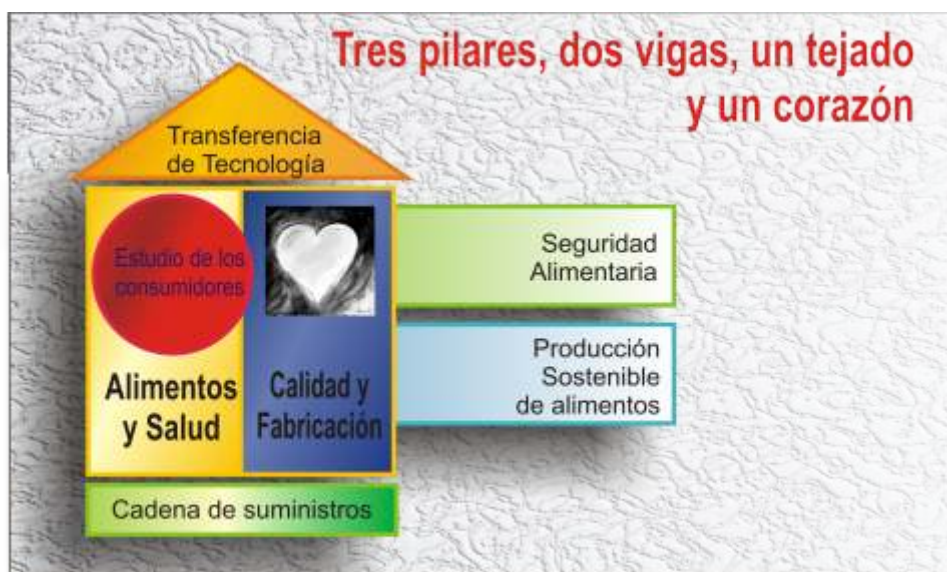 Tres pilares, dos vigas, un tejado
y un corazón
Transferencia
de Tecnología
Estudio de los
consumidores
Alimentos
y Salud
Calidad y
Fabricación
Seguridad
Alimentaria
Producción
Sostenible
de alimentos
Cadena de suministros